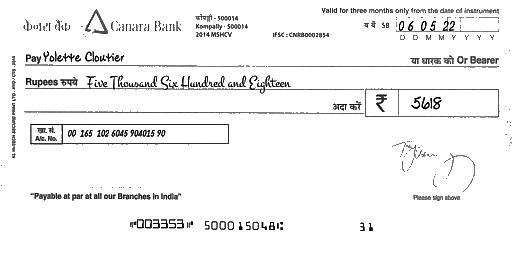 केनरा बैंक Canara Bank
कोंपल्ली - 500014
Kompally - 500014
2014 MSHCV
IFSC : CNRB0002854
Valid for three months only from the date of instrument
SB 06 05 22
D D M M Y Y Y Y
Pay Yolette Cloutier या धारक को Or Bearer
Rupees रुपये Five Thousand Six Hundred and Eighteen
अदा करें ₹ 5618
खा. सं.
A/c. No. 00 165 102 6045 904015 90
"Payable at par at all our Branches in India"
Please sign above
⑈003353⑈ 500015048⑆ 31